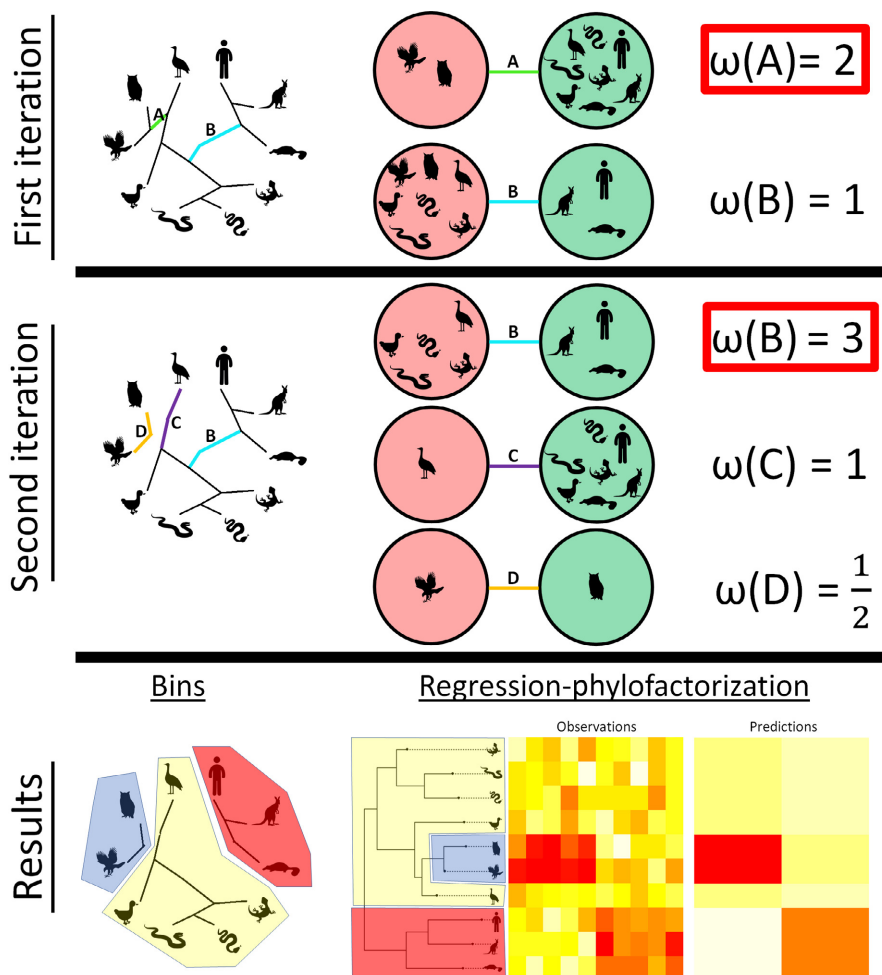 First iteration
A
B
A
ω(A)= 2
B
ω(B) = 1
Second iteration
D
C
B
B
ω(B) = 3
C
ω(C) = 1
D
ω(D) = 1/2
Results
Bins
Regression-phylofactorization
Observations
Predictions